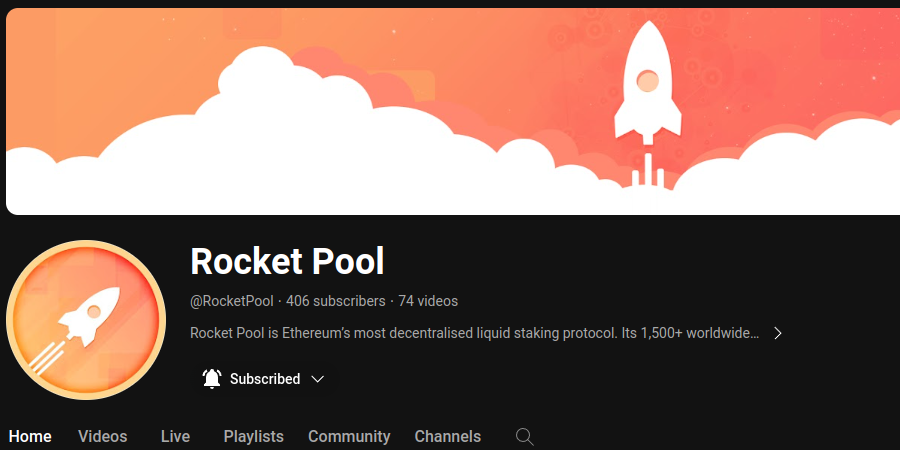 Rocket Pool
@RocketPool · 406 subscribers · 74 videos
Rocket Pool is Ethereum’s most decentralised liquid staking protocol. Its 1,500+ worldwide...
Subscribed
Home Videos Live Playlists Community Channels